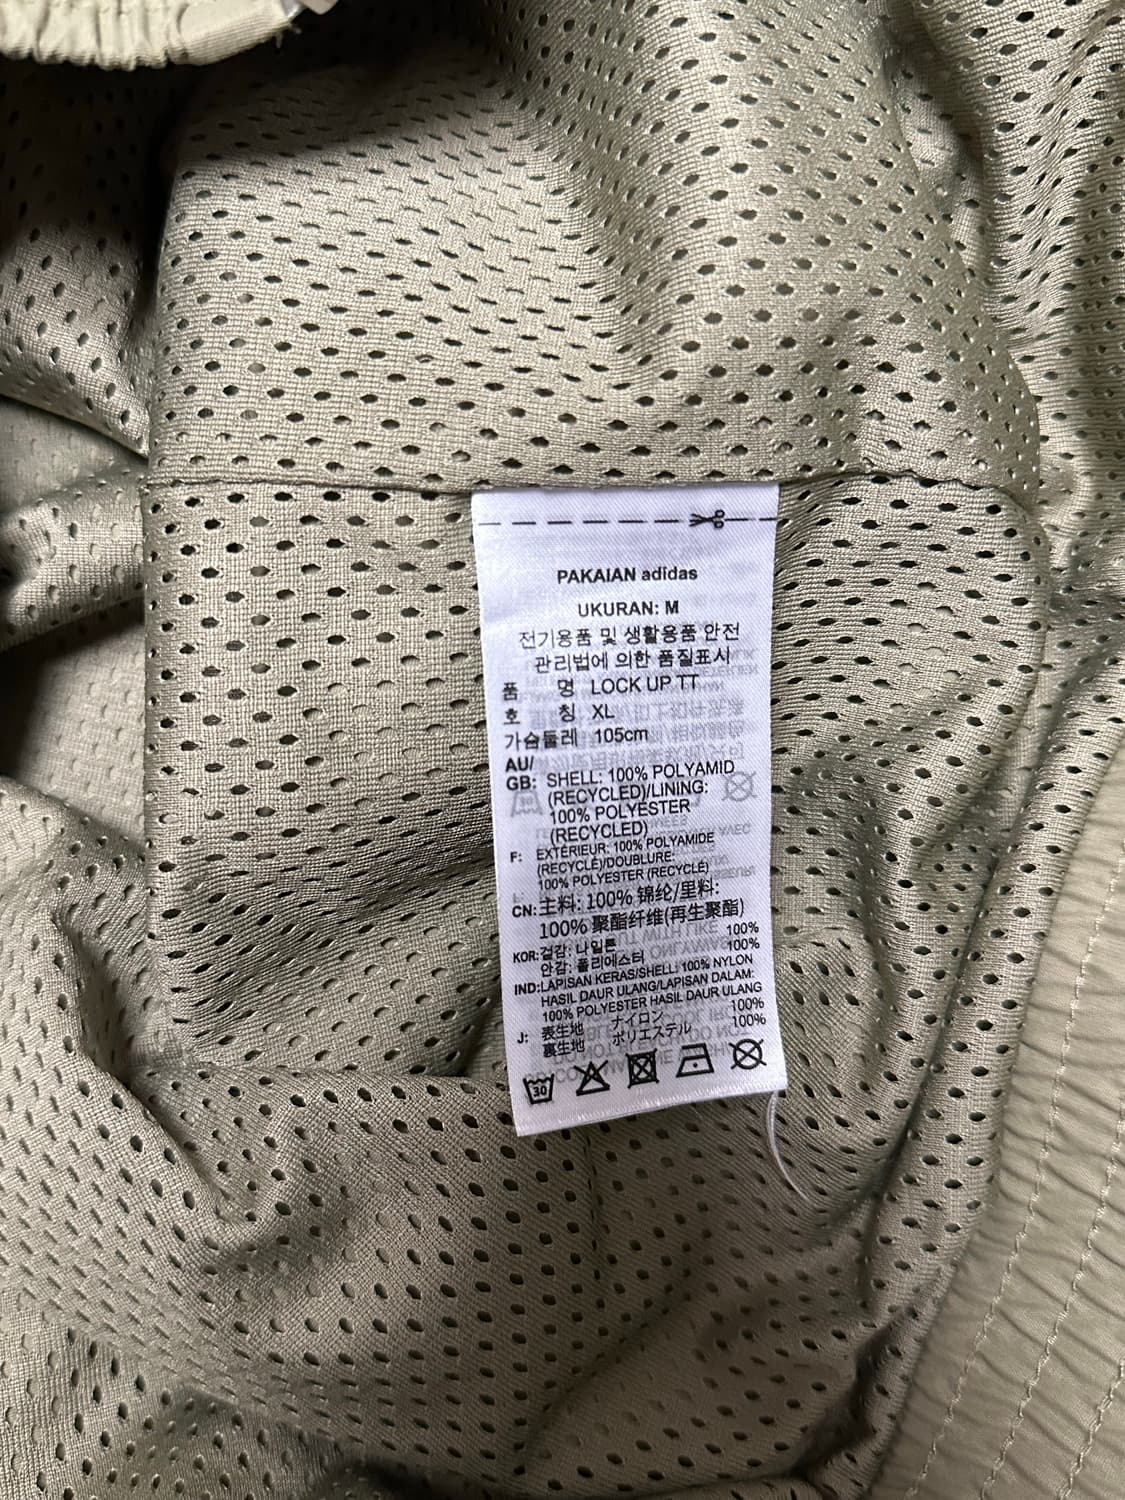 PAKAIAN adidas
UKURAN: M
전기용품 및 생활용품 안전
관리법에 의한 품질표시
품 명 LOCK UP TT
호 칭 XL
가슴둘레 105cm
AU/
GB: SHELL: 100% POLYAMID
(RECYCLED)/LINING:
100% POLYESTER
(RECYCLED)
F: EXTÉRIEUR: 100% POLYAMIDE
(RECYCLÉ)/DOUBLURE:
100% POLYESTER (RECYCLÉ)
CN: 主料: 100% 锦纶/里料:
100% 聚酯纤维(再生聚酯)
KOR: 겉감: 나일론 100%
안감: 폴리에스터 100%
IND: LAPISAN KERAS/SHELL: 100% NYLON
HASIL DAUR ULANG/LAPISAN DALAM:
100% POLYESTER HASIL DAUR ULANG
J: 表生地 ナイロン 100%
裏生地 ポリエステル 100%
30